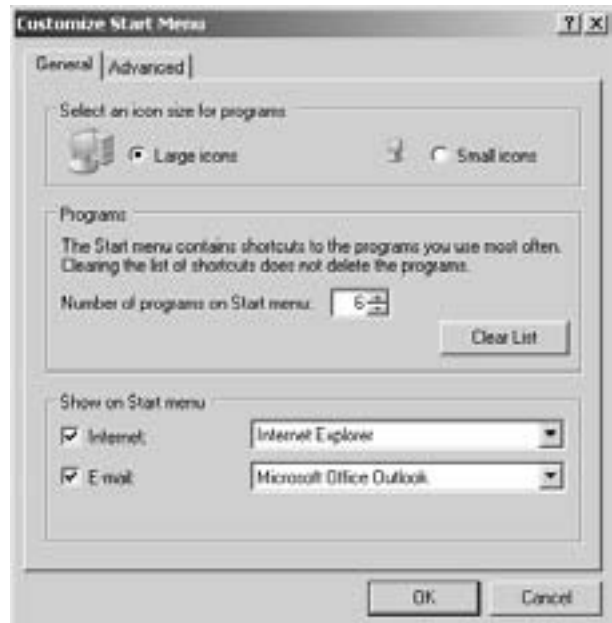 Customize Start Menu
General Advanced
Select an icon size for programs
Large icons Small icons
Programs
The Start menu contains shortcuts to the programs you use most often.
Clearing the list of shortcuts does not delete the programs.
Number of programs on Start menu: 6
Clear List
Show on Start menu
Internet: Internet Explorer
E-mail: Microsoft Office Outlook
OK Cancel